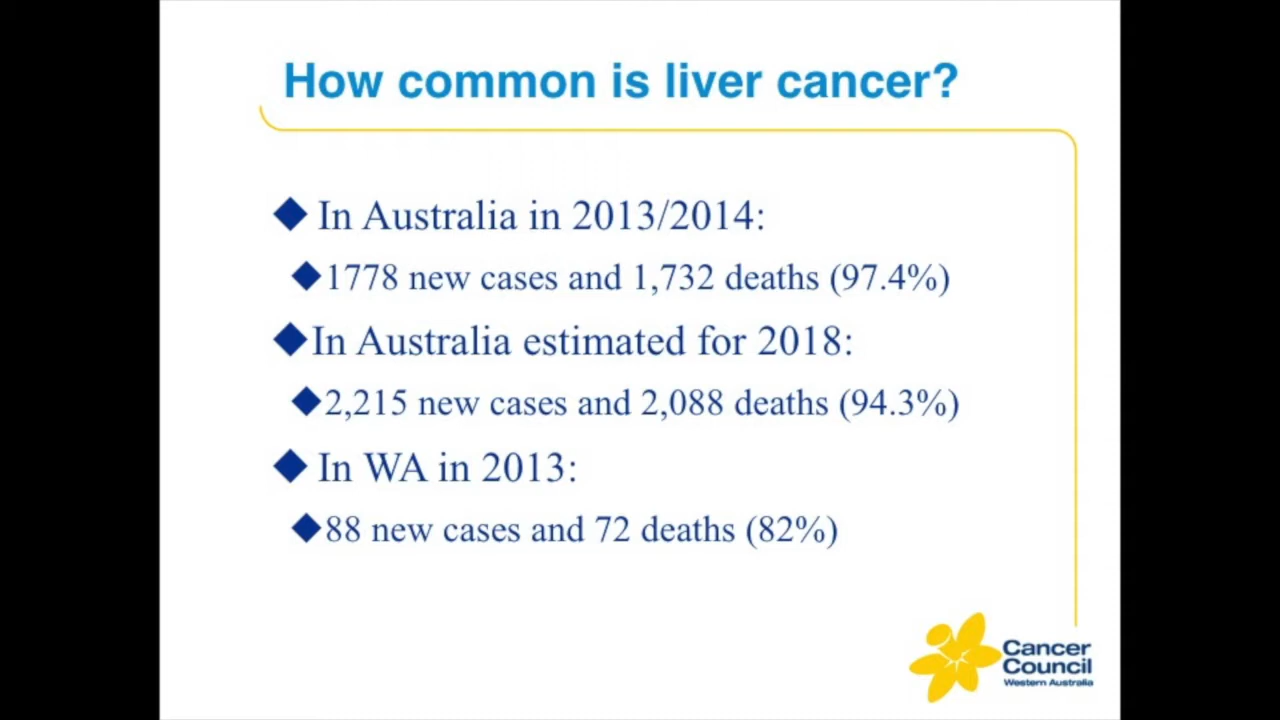 How common is liver cancer?
In Australia in 2013/2014:
1778 new cases and 1,732 deaths (97.4%)
In Australia estimated for 2018:
2,215 new cases and 2,088 deaths (94.3%)
In WA in 2013:
88 new cases and 72 deaths (82%)
Cancer
Council
Western Australia